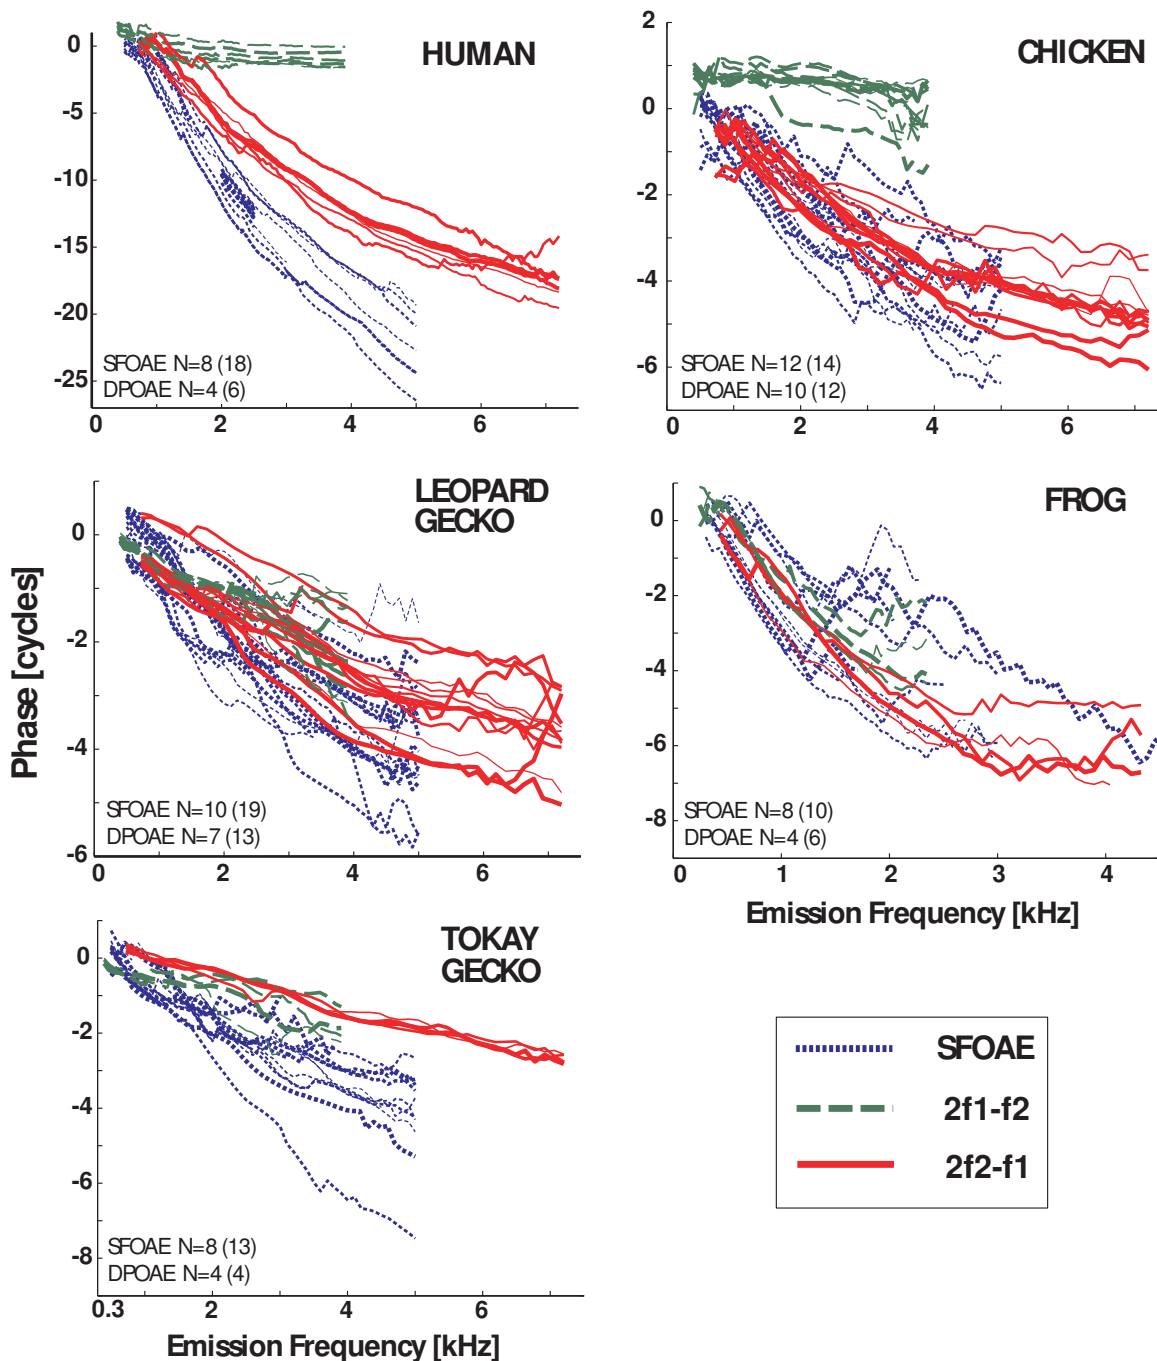 HUMAN
0
-5
-10
-15
-20
-25
SFOAE N=8 (18)
DPOAE N=4 (6)
0 2 4 6
CHICKEN
2
0
-2
-4
-6
SFOAE N=12 (14)
DPOAE N=10 (12)
0 2 4 6
Phase [cycles]
LEOPARD
GECKO
0
-2
-4
-6
SFOAE N=10 (19)
DPOAE N=7 (13)
0 2 4 6
FROG
0
-2
-4
-6
-8
SFOAE N=8 (10)
DPOAE N=4 (6)
0 1 2 3 4
Emission Frequency [kHz]
TOKAY
GECKO
0
-2
-4
-6
-8
SFOAE N=8 (13)
DPOAE N=4 (4)
0.3 2 4 6
Emission Frequency [kHz]
SFOAE
2f1-f2
2f2-f1